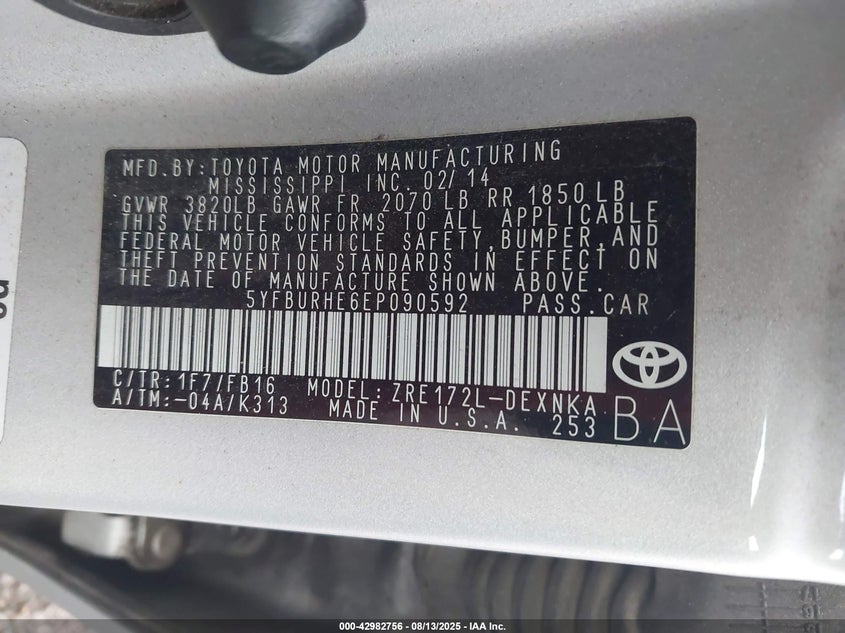 MFD.BY:TOYOTA MOTOR MANUFACTURING
MISSISSIPPI INC. 02/14
GVWR 3820LB GAWR FR 2070 LB RR 1850 LB
THIS VEHICLE CONFORMS TO ALL APPLICABLE
FEDERAL MOTOR VEHICLE SAFETY,BUMPER,AND
THEFT PREVENTION STANDARDS IN EFFECT ON
THE DATE OF MANUFACTURE SHOWN ABOVE.
5YFBURHE6EP090592 PASS.CAR
C/TR:1F7/FB16 MODEL:ZRE172L-DEXNKA
A/TM:-04A/K313 MADE IN U.S.A. 253 BA
000-42982756 | 08/13/2025 | IAA Inc.